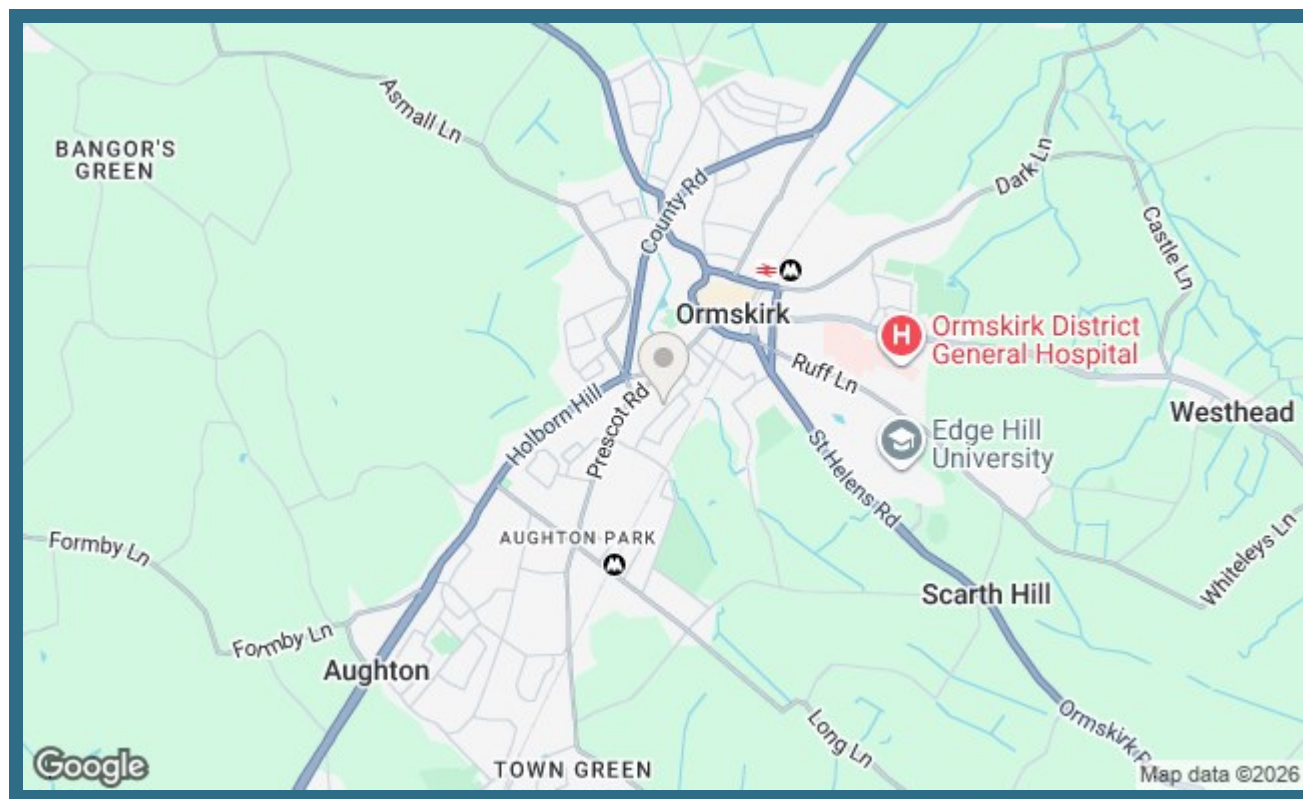 Asmall Ln
BANGOR'S
GREEN
County Rd
Dark Ln
Castle Ln
Ormskirk
H
Ormskirk District
General Hospital
Ruff Ln
Westhead
Holborn Hill
Prescot Rd
Edge Hill
University
St Helens Rd
Formby Ln
AUGHTON PARK
Whiteleys Ln
Scarth Hill
Formby Ln
Aughton
Long Ln
Ormskirk R
TOWN GREEN
Google
Map data ©2026